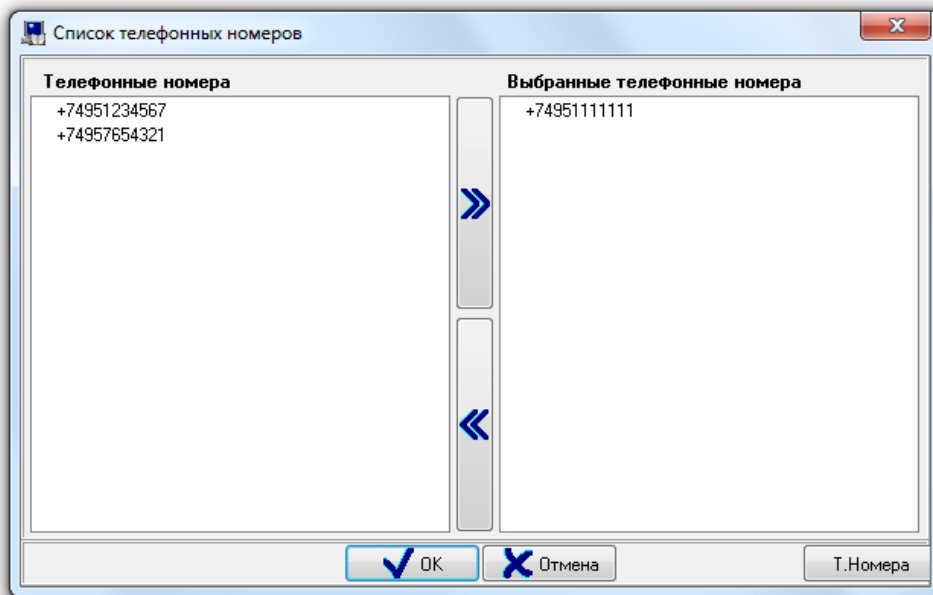 Список телефонных номеров
Телефонные номера
+74951234567
+74957654321
Выбранные телефонные номера
+74951111111
OK
Отмена
Т.Номера